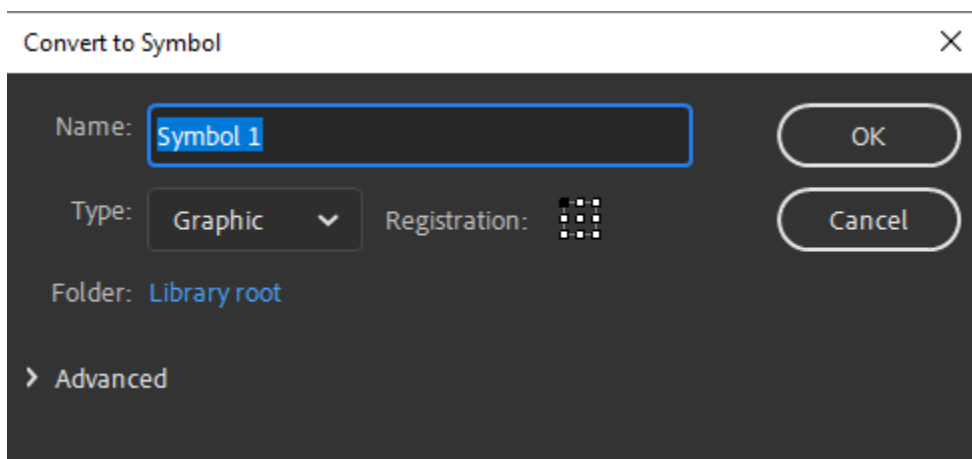 Convert to Symbol
Name: Symbol 1 OK
Type: Graphic Registration: Cancel
Folder: Library root
Advanced